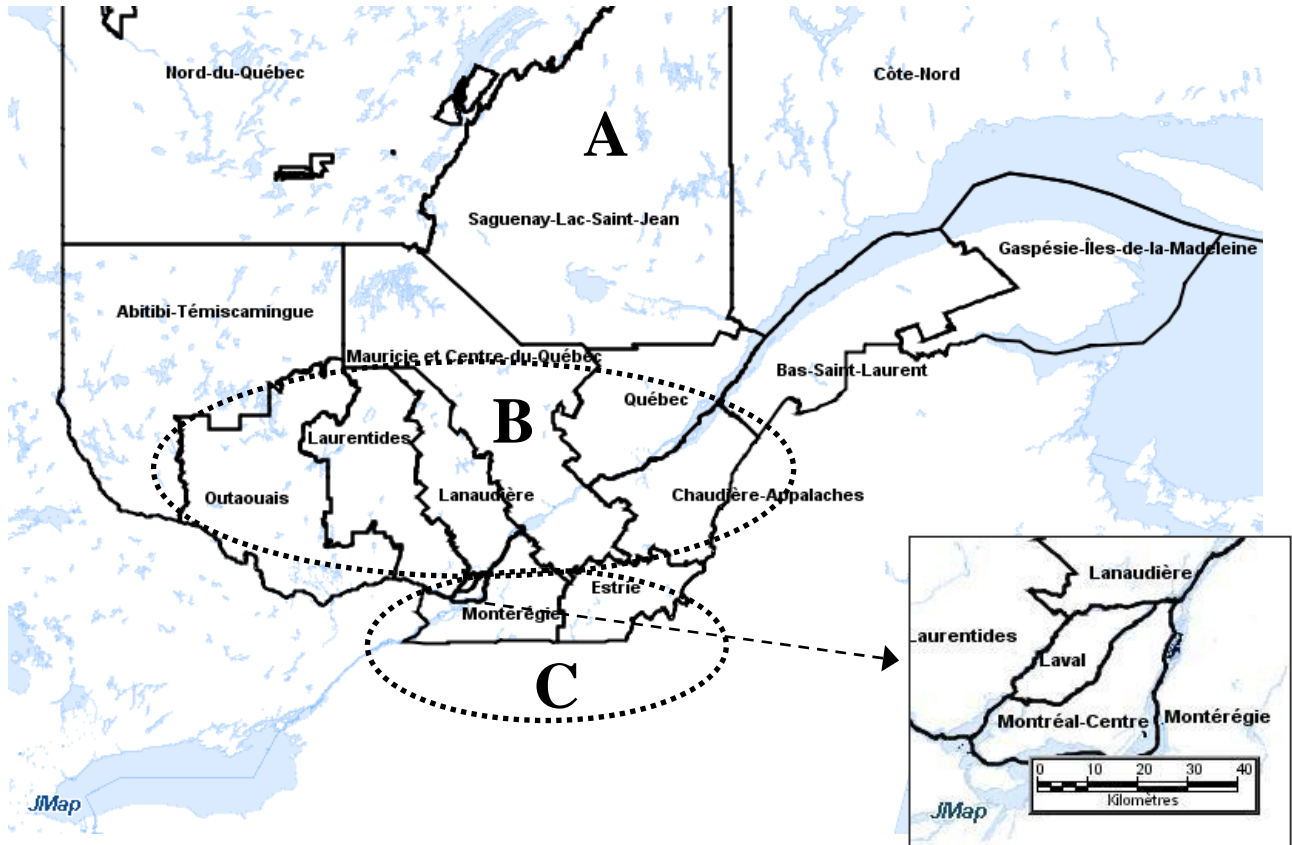 Nord-du-Québec
Côte-Nord
A
Saguenay-Lac-Saint-Jean
Gaspésie-Îles-de-la-Madeleine
Abitibi-Témiscamingue
Mauricie et Centre-du-Québec
Bas-Saint-Laurent
Québec
B
Laurentides
Outaouais
Lanaudière
Chaudière-Appalaches
Estrie
Montérégie
C
JMap
Lanaudière
Laurentides
Laval
Montréal-Centre
Montérégie
0 10 20 30 40
Kilomètres
JMap